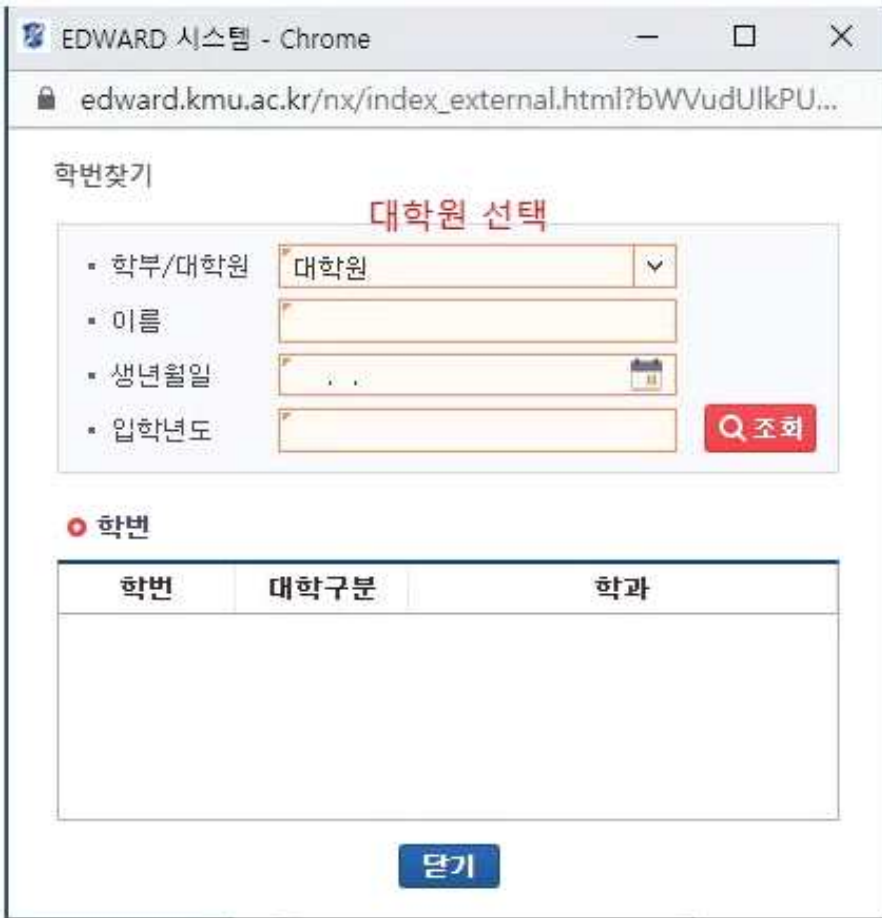 EDWARD 시스템 - Chrome
edward.kmu.ac.kr/nx/index_external.html?bWVudUlkPU...
학번찾기
대학원 선택
학부/대학원 대학원
이름
생년월일 . .
입학년도 조회
학번
학번 대학구분 학과
닫기